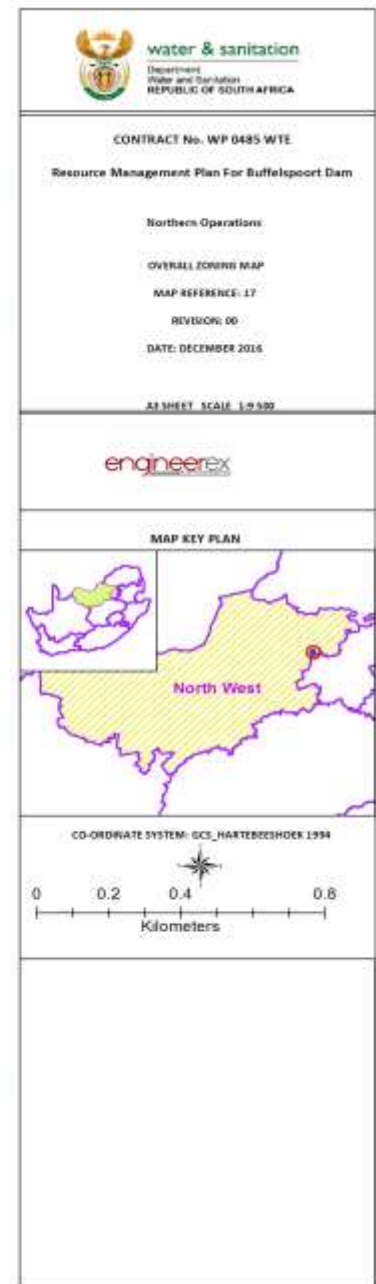 water & sanitation
Department:
Water and Sanitation
REPUBLIC OF SOUTH AFRICA
CONTRACT No. WP 0485 WTE
Resource Management Plan For Buffelspoort Dam
Northern Operations
OVERALL ZONING MAP
MAP REFERENCE: 17
REVISION: 00
DATE: DECEMBER 2016
A3 SHEET SCALE 1:9 500
engineerex
MAP KEY PLAN
North West
CO-ORDINATE SYSTEM: GCS_HARTEBEESHOEK 1994
0 0.2 0.4 0.8
Kilometers